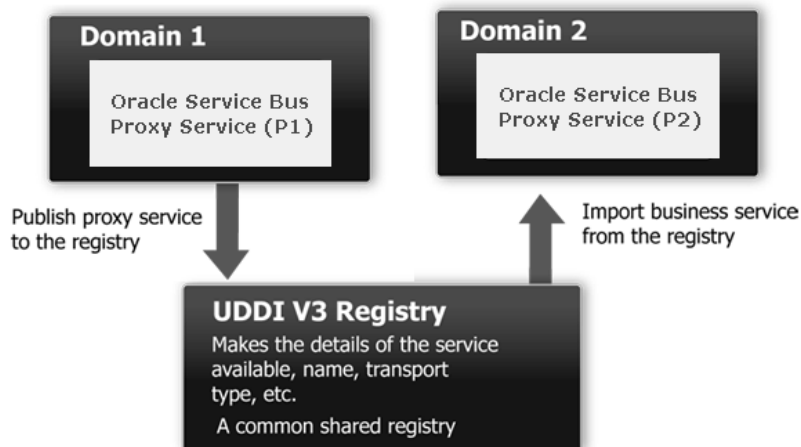 Domain 1
Oracle Service Bus
Proxy Service (P1)
Domain 2
Oracle Service Bus
Proxy Service (P2)
Publish proxy service
to the registry
Import business service
from the registry
UDDI V3 Registry
Makes the details of the service
available, name, transport
type, etc.
A common shared registry